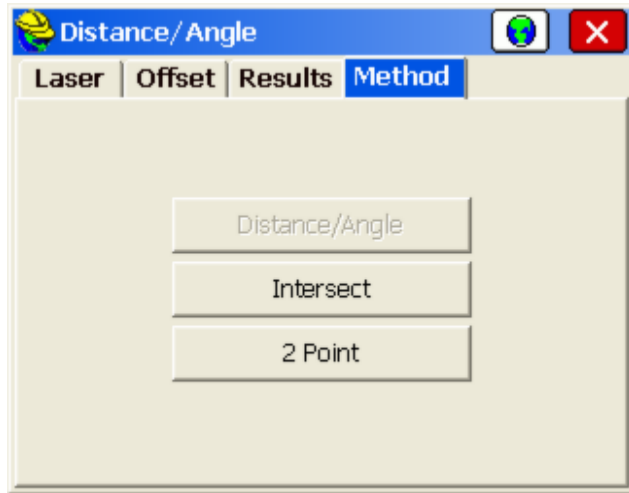 Distance/Angle
Laser Offset Results Method
Distance/Angle
Intersect
2 Point